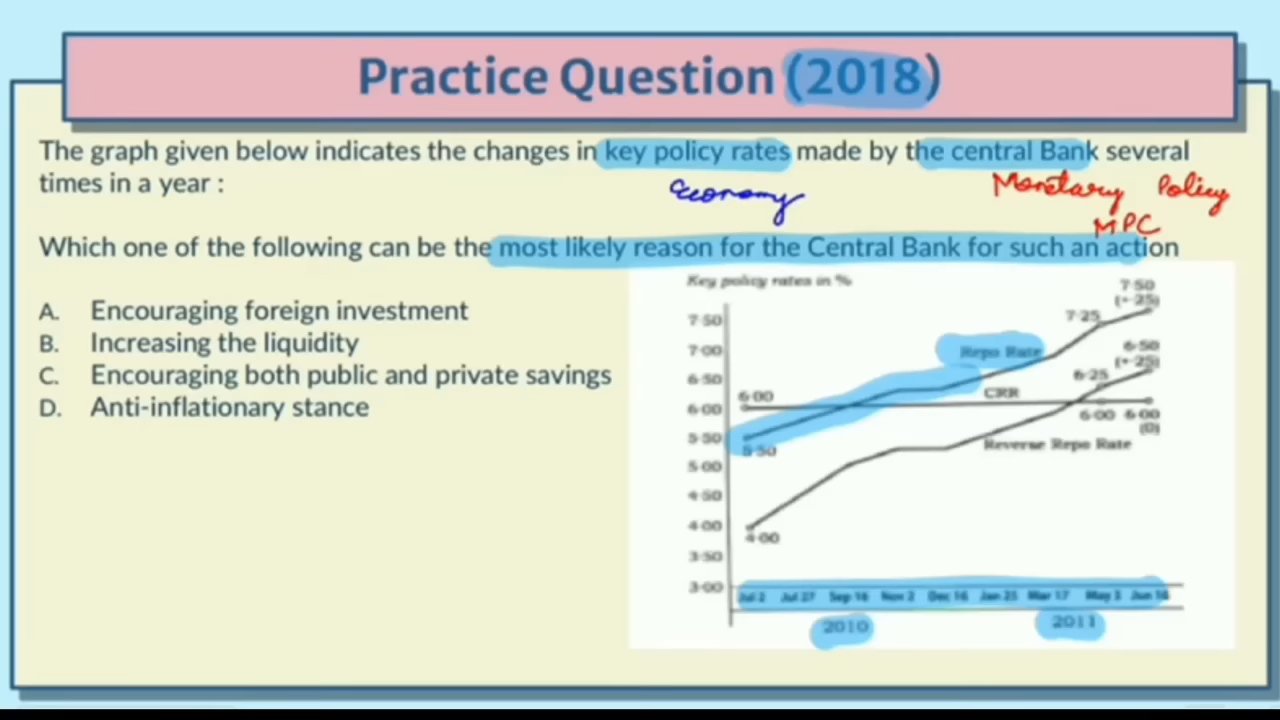 Practice Question (2018)
The graph given below indicates the changes in key policy rates made by the central Bank several
times in a year :
Economy
Monetary Policy
MPC
Which one of the following can be the most likely reason for the Central Bank for such an action
A. Encouraging foreign investment
B. Increasing the liquidity
C. Encouraging both public and private savings
D. Anti-inflationary stance
Key policy rates in %
7·50
(+·25)
7·50
7·25
7·00
Repo Rate
6·50
(+·25)
6·50
6·25
6·00
CRR
6·00
6·00 6·00
(0)
5·50
5·50
Reverse Repo Rate
5·00
4·50
4·00
4·00
3·50
3·00
Jul 2 Jul 27 Sep 16 Nov 2 Dec 16 Jan 25 Mar 17 May 3 Jun 16
2010 2011